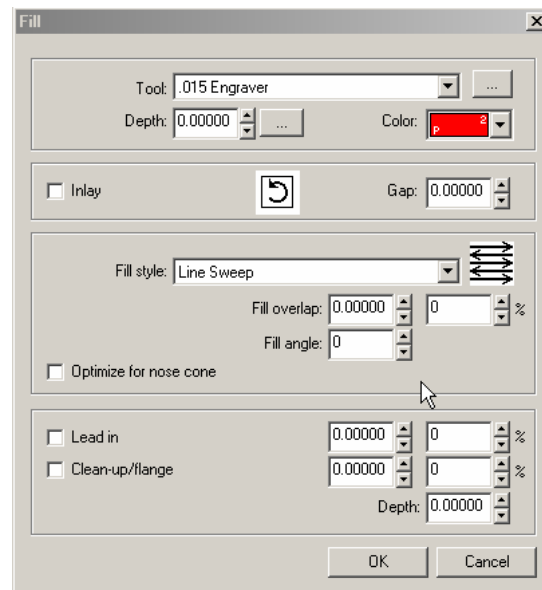 Fill
Tool: .015 Engraver ...
Depth: 0.00000 ... Color: P 2
Inlay Gap: 0.00000
Fill style: Line Sweep
Fill overlap: 0.00000 0 %
Fill angle: 0
Optimize for nose cone
Lead in 0.00000 0 %
Clean-up/flange 0.00000 0 %
Depth: 0.00000
OK Cancel